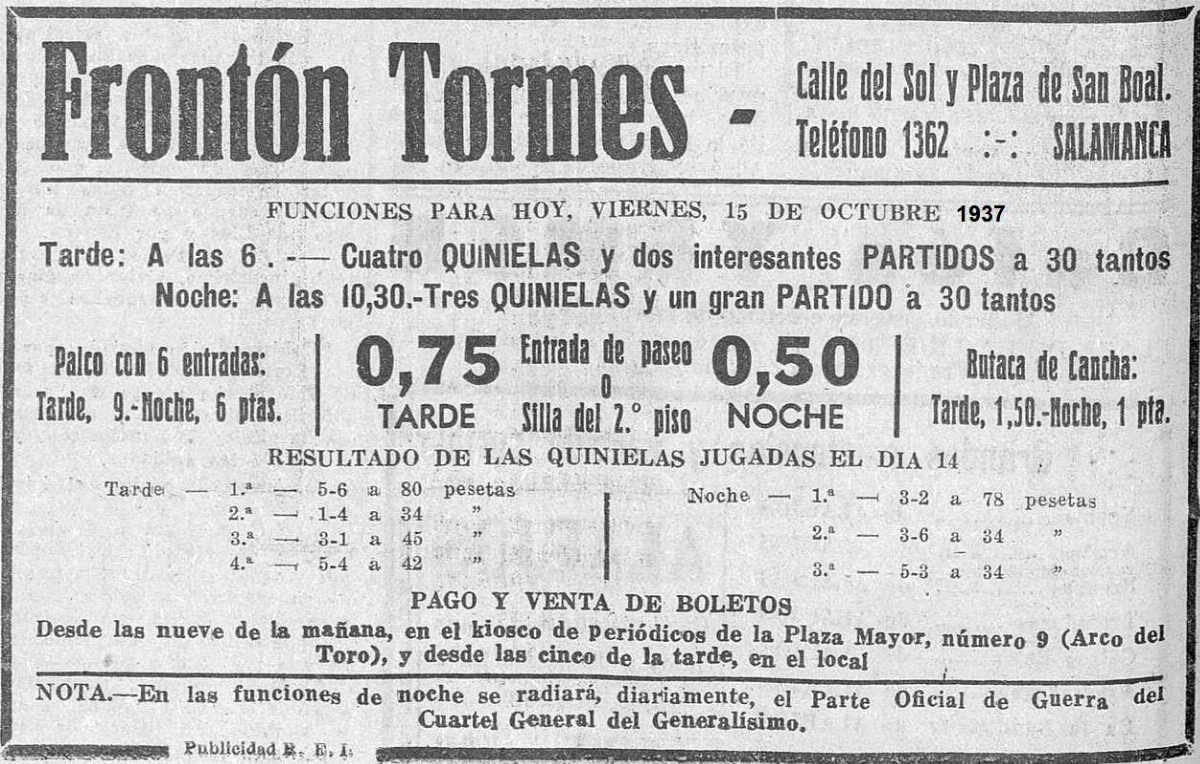 Frontón Tormes -
Calle del Sol y Plaza de San Boal.
Teléfono 1362 :-: SALAMANCA
FUNCIONES PARA HOY, VIERNES, 15 DE OCTUBRE 1937
Tarde: A las 6 . -— Cuatro QUINIELAS y dos interesantes PARTIDOS a 30 tantos
Noche: A las 10,30.-Tres QUINIELAS y un gran PARTIDO a 30 tantos
Palco con 6 entradas:
Tarde, 9.-Noche, 6 ptas.
0,75
TARDE
Entrada de paseo
O
Silla del 2.º piso
0,50
NOCHE
Butaca de Cancha:
Tarde, 1,50.-Noche, 1 pta.
RESULTADO DE LAS QUINIELAS JUGADAS EL DIA 14
Tarde — 1.ª — 5-6 a 80 pesetas
2.ª — 1-4 a 34 ”
3.ª — 3-1 a 45 ”
4.ª — 5-4 a 42 ”
Noche — 1.ª — 3-2 a 78 pesetas
2.ª — 3-6 a 34 ”
3.ª — 5-3 a 34 ”
PAGO Y VENTA DE BOLETOS
Desde las nueve de la mañana, en el kiosco de periódicos de la Plaza Mayor, número 9 (Arco del
Toro), y desde las cinco de la tarde, en el local
NOTA.—En las funciones de noche se radiará, diariamente, el Parte Oficial de Guerra del
Cuartel General del Generalísimo.
Publicidad R. E. I.